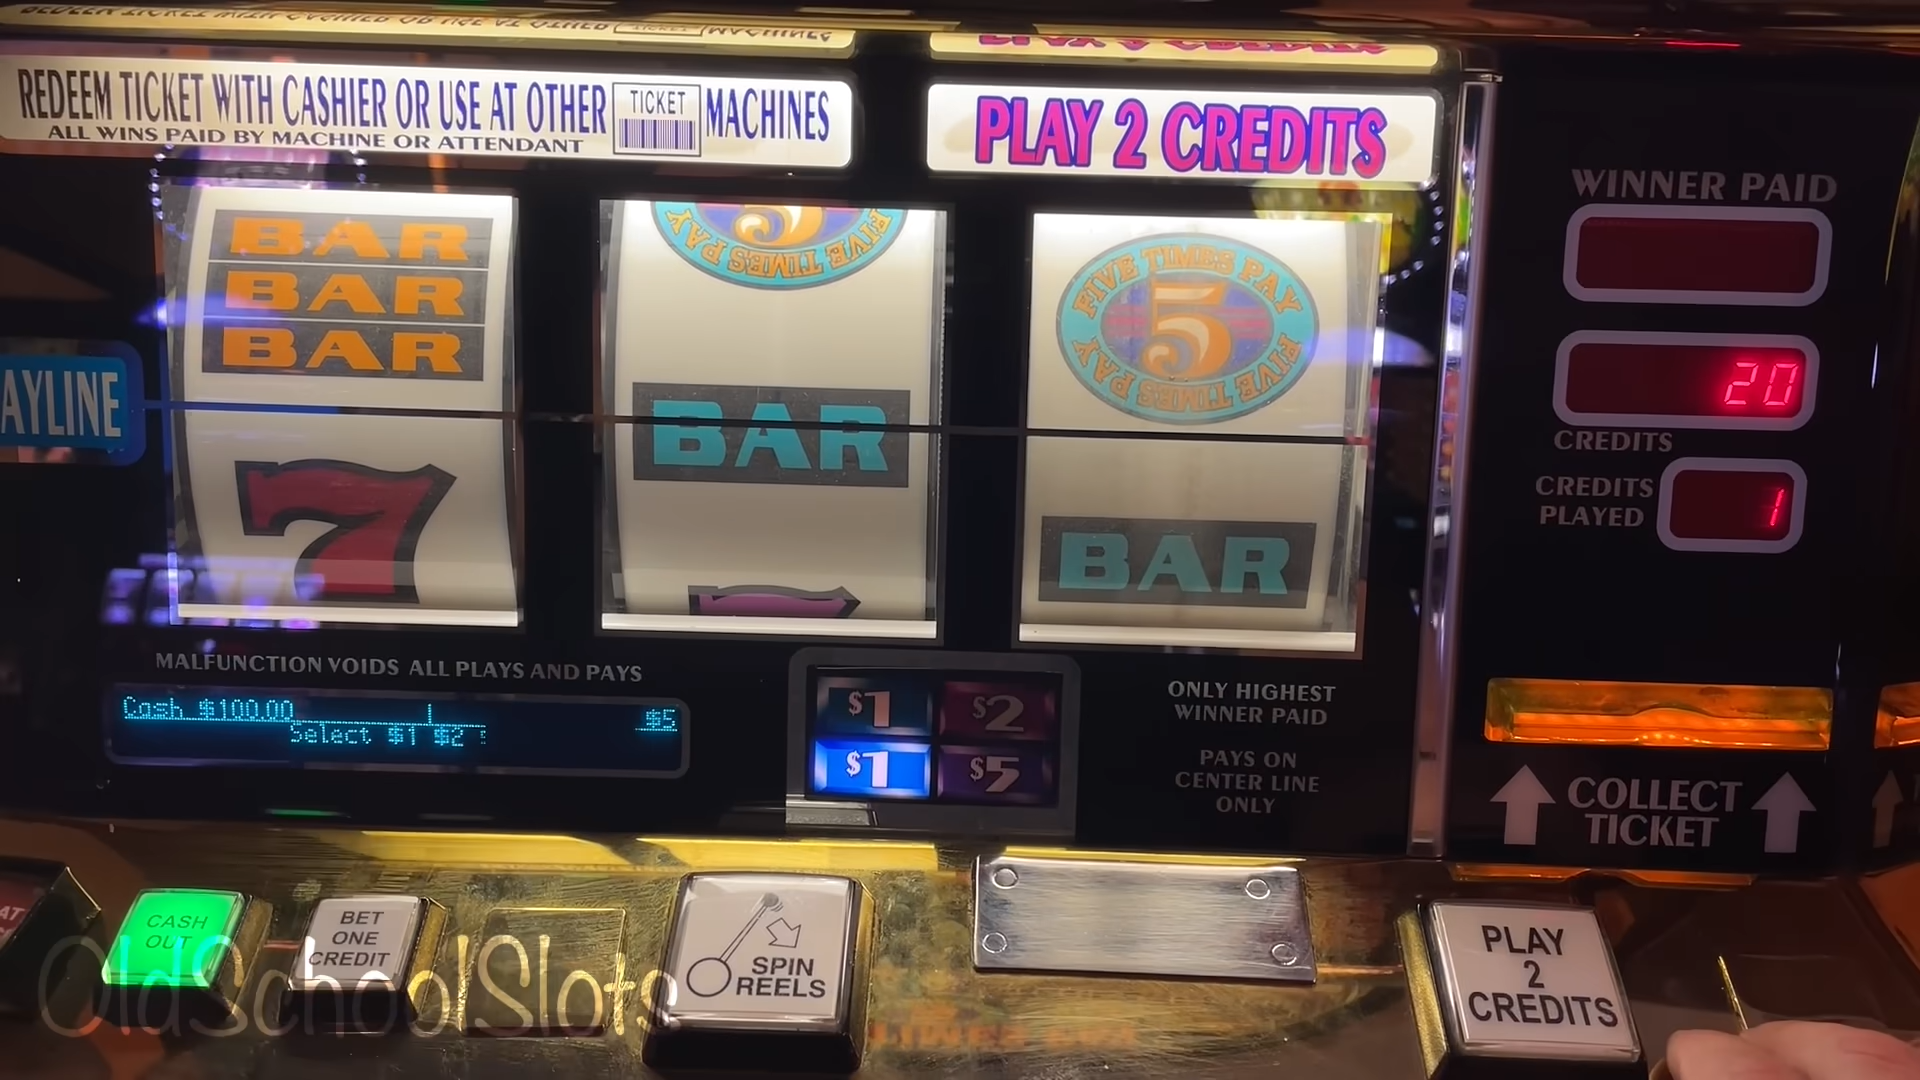 REDEEM TICKET WITH CASHIER OR USE AT OTHER TICKET MACHINES
ALL WINS PAID BY MACHINE OR ATTENDANT
PLAY 2 CREDITS
WINNER PAID
BAR
BAR
BAR
FIVE TIMES PAY
5
FIVE TIMES PAY
5
FIVE TIMES PAY
20
CREDITS
AYLINE
BAR
7
BAR
CREDITS
PLAYED
1
MALFUNCTION VOIDS ALL PLAYS AND PAYS
Cash $100.00
$5
Select $1 $2
$1
$2
$1
$5
ONLY HIGHEST
WINNER PAID
PAYS ON
CENTER LINE
ONLY
COLLECT
TICKET
CASH
OUT
BET
ONE
CREDIT
SPIN
REELS
PLAY
2
CREDITS
OldSchoolSlots